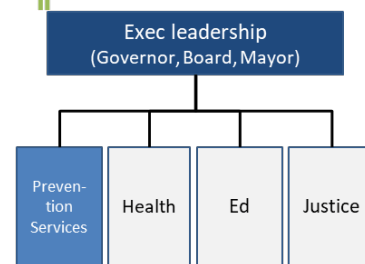 Exec leadership
(Governor, Board, Mayor)
Preven-
tion
Services
Health
Ed
Justice